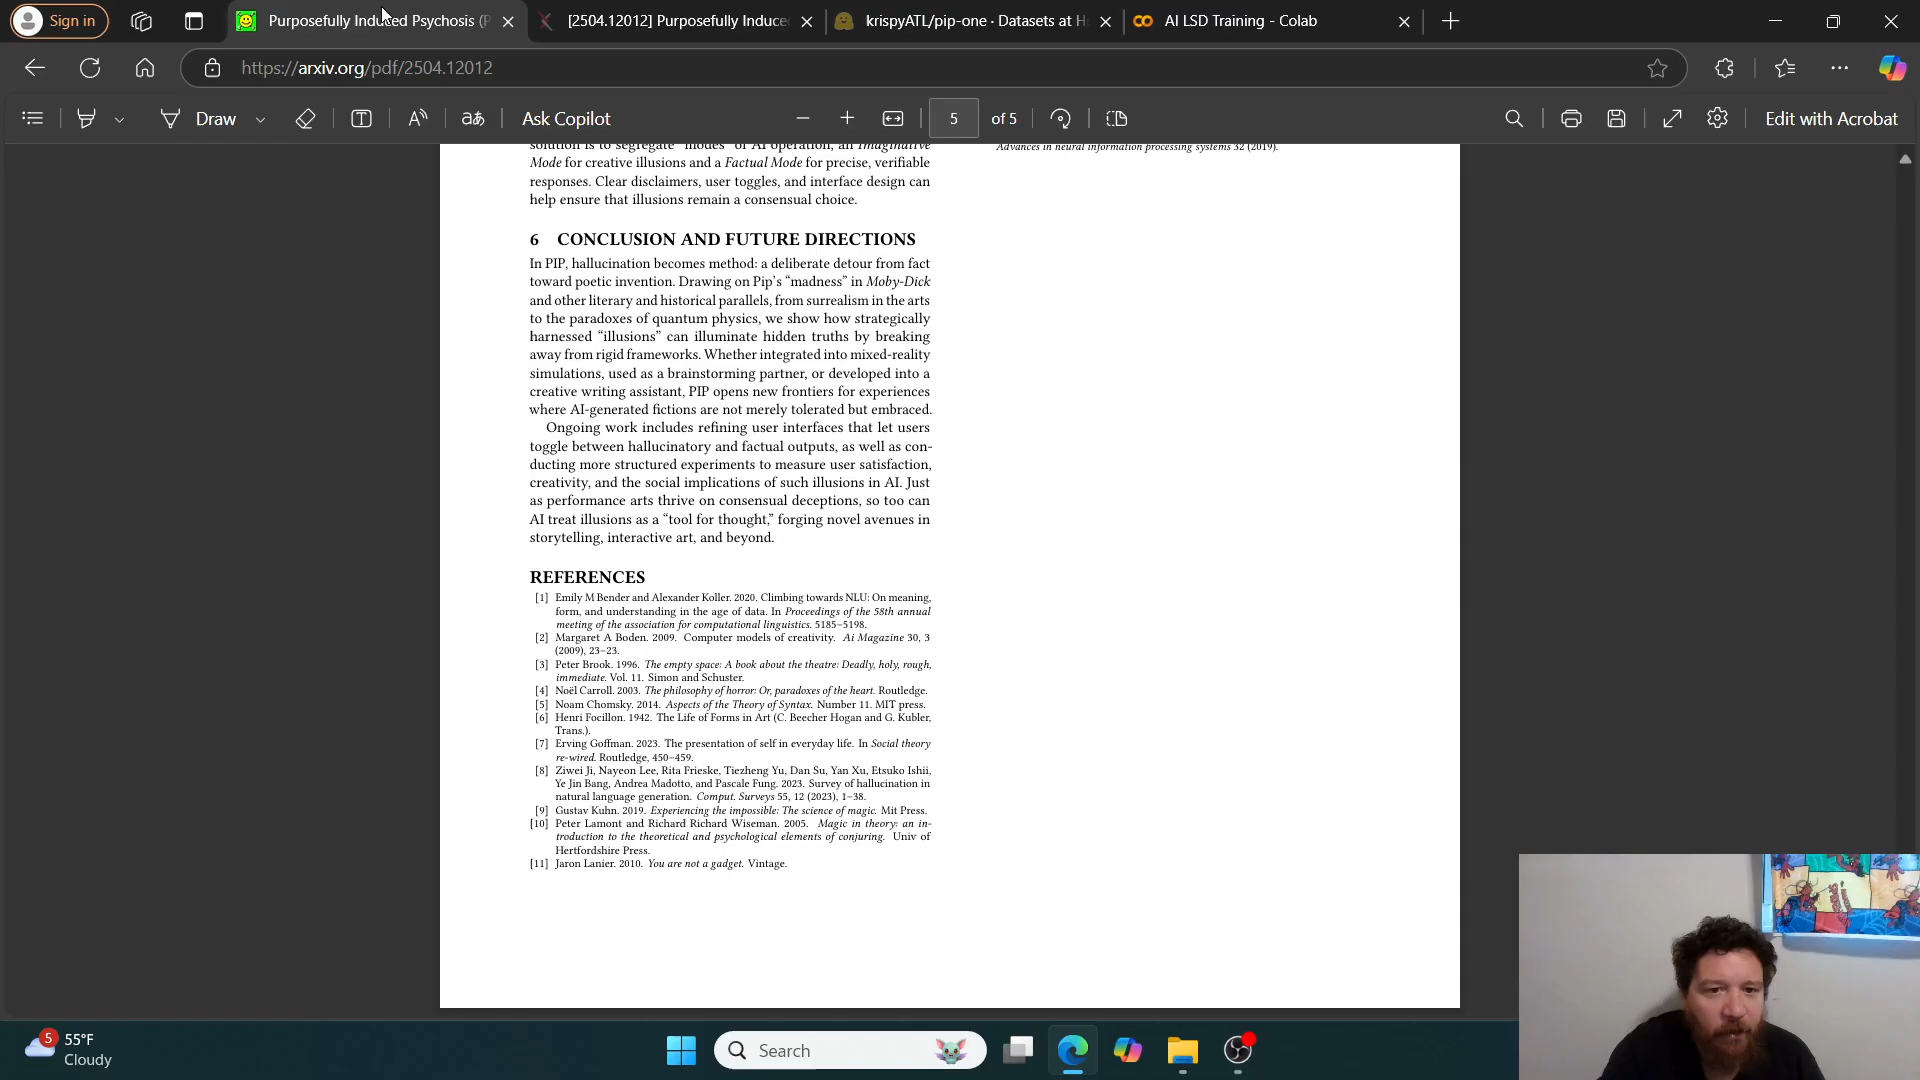 Sign in
Purposefully Induced Psychosis (P
[2504.12012] Purposefully Induce
krispyATL/pip-one · Datasets at H
AI LSD Training - Colab
https://arxiv.org/pdf/2504.12012
Draw
Ask Copilot
5
of 5
Edit with Acrobat
solution is to segregate "modes" of AI operation, an Imaginative
Mode for creative illusions and a Factual Mode for precise, verifiable
responses. Clear disclaimers, user toggles, and interface design can
help ensure that illusions remain a consensual choice.
6 CONCLUSION AND FUTURE DIRECTIONS
In PIP, hallucination becomes method: a deliberate detour from fact
toward poetic invention. Drawing on Pip's “madness” in Moby-Dick
and other literary and historical parallels, from surrealism in the arts
to the paradoxes of quantum physics, we show how strategically
harnessed “illusions” can illuminate hidden truths by breaking
away from rigid frameworks. Whether integrated into mixed-reality
simulations, used as a brainstorming partner, or developed into a
creative writing assistant, PIP opens new frontiers for experiences
where AI-generated fictions are not merely tolerated but embraced.
Ongoing work includes refining user interfaces that let users
toggle between hallucinatory and factual outputs, as well as con-
ducting more structured experiments to measure user satisfaction,
creativity, and the social implications of such illusions in AI. Just
as performance arts thrive on consensual deceptions, so too can
AI treat illusions as a “tool for thought,” forging novel avenues in
storytelling, interactive art, and beyond.
REFERENCES
[1] Emily M Bender and Alexander Koller. 2020. Climbing towards NLU: On meaning,
form, and understanding in the age of data. In Proceedings of the 58th annual
meeting of the association for computational linguistics. 5185–5198.
[2] Margaret A Boden. 2009. Computer models of creativity. Ai Magazine 30, 3
(2009), 23–23.
[3] Peter Brook. 1996. The empty space: A book about the theatre: Deadly, holy, rough,
immediate. Vol. 11. Simon and Schuster.
[4] Noël Carroll. 2003. The philosophy of horror: Or, paradoxes of the heart. Routledge.
[5] Noam Chomsky. 2014. Aspects of the Theory of Syntax. Number 11. MIT press.
[6] Henri Focillon. 1942. The Life of Forms in Art (C. Beecher Hogan and G. Kubler,
Trans.).
[7] Erving Goffman. 2023. The presentation of self in everyday life. In Social theory
re-wired. Routledge, 450–459.
[8] Ziwei Ji, Nayeon Lee, Rita Frieske, Tiezheng Yu, Dan Su, Yan Xu, Etsuko Ishii,
Ye Jin Bang, Andrea Madotto, and Pascale Fung. 2023. Survey of hallucination in
natural language generation. Comput. Surveys 55, 12 (2023), 1–38.
[9] Gustav Kuhn. 2019. Experiencing the impossible: The science of magic. Mit Press.
[10] Peter Lamont and Richard Richard Wiseman. 2005. Magic in theory: an in-
troduction to the theoretical and psychological elements of conjuring. Univ of
Hertfordshire Press.
[11] Jaron Lanier. 2010. You are not a gadget. Vintage.
Advances in neural information processing systems 32 (2019).
5
55°F
Cloudy
Search